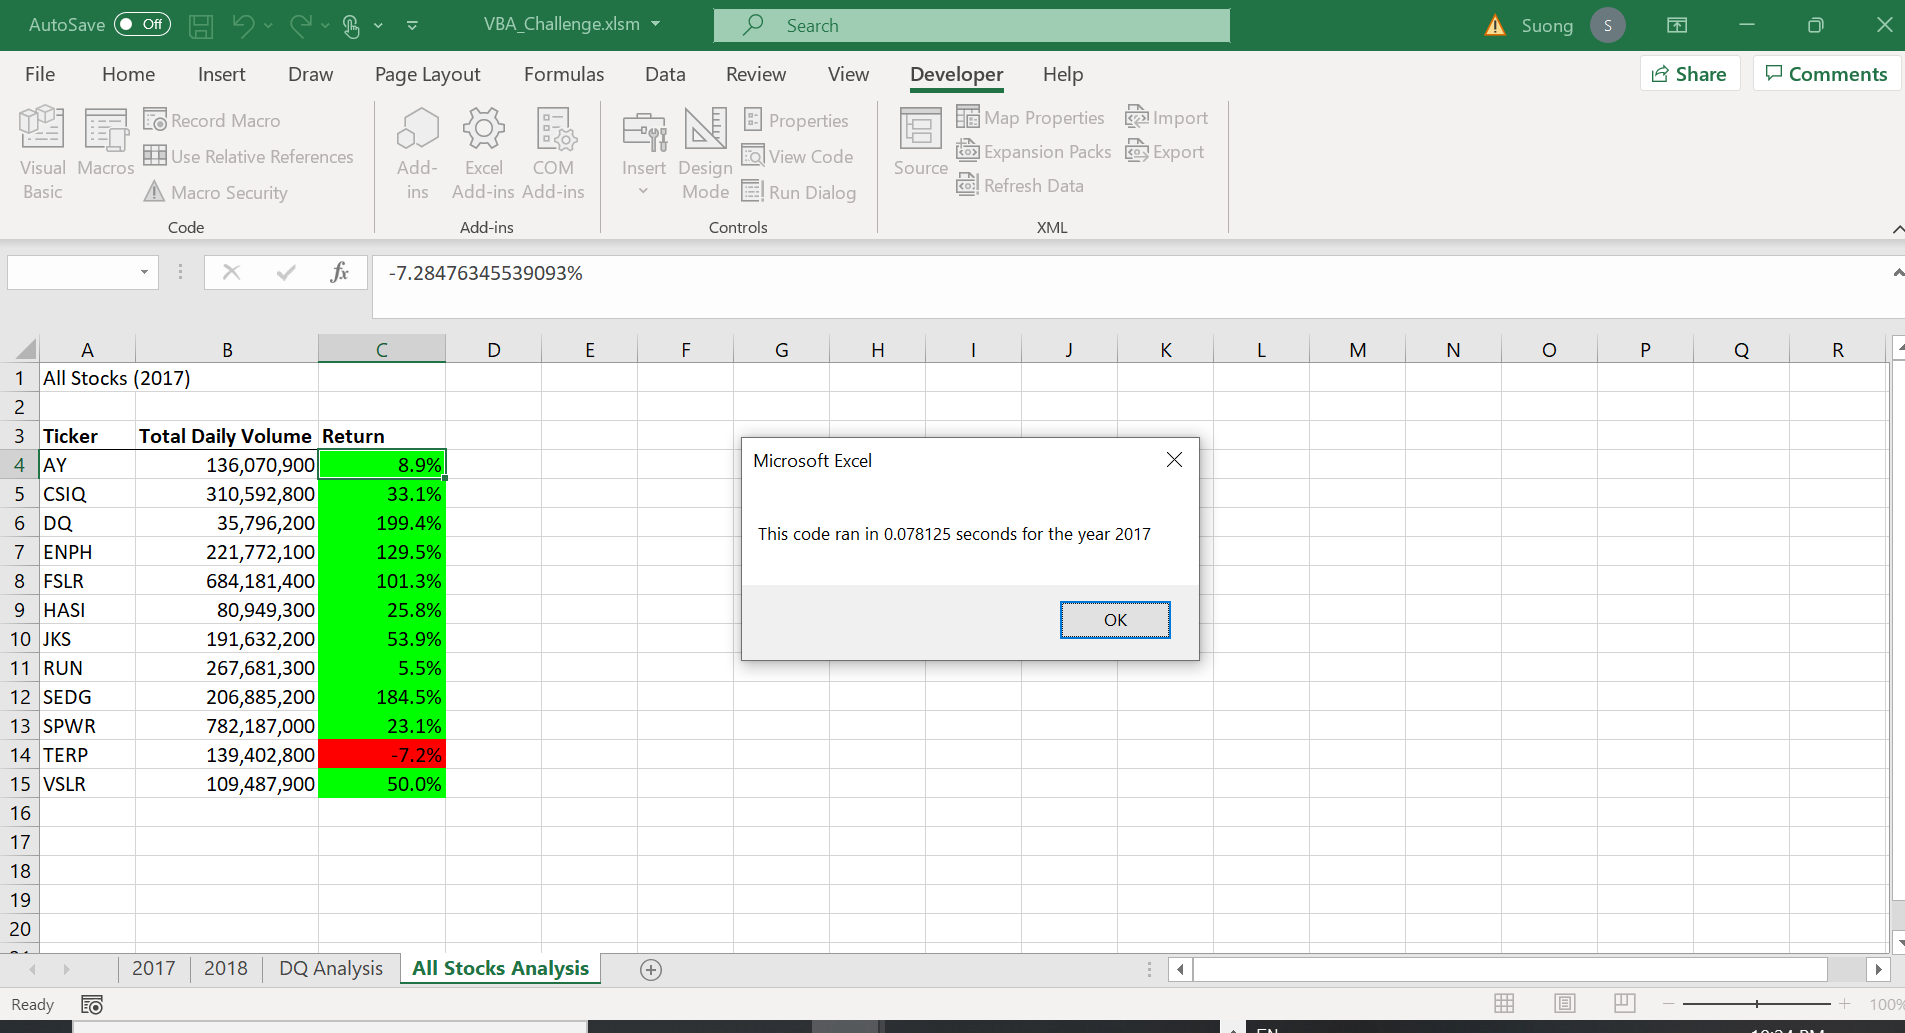 AutoSave Off VBA_Challenge.xlsm Search Suong S
File Home Insert Draw Page Layout Formulas Data Review View Developer Help Share Comments
Visual Basic
Macros
Record Macro
Use Relative References
Macro Security
Code
Add-ins
Excel Add-ins
COM Add-ins
Add-ins
Insert
Design Mode
Properties
View Code
Run Dialog
Controls
Source
Map Properties
Expansion Packs
Refresh Data
Import
Export
XML
fx -7.28476345539093%
A B C D E F G H I J K L M N O P Q R
1 All Stocks (2017)
2
3 Ticker Total Daily Volume Return
4 AY 136,070,900 8.9%
5 CSIQ 310,592,800 33.1%
6 DQ 35,796,200 199.4%
7 ENPH 221,772,100 129.5%
8 FSLR 684,181,400 101.3%
9 HASI 80,949,300 25.8%
10 JKS 191,632,200 53.9%
11 RUN 267,681,300 5.5%
12 SEDG 206,885,200 184.5%
13 SPWR 782,187,000 23.1%
14 TERP 139,402,800 -7.2%
15 VSLR 109,487,900 50.0%
16
17
18
19
20
Microsoft Excel
This code ran in 0.078125 seconds for the year 2017
OK
2017 2018 DQ Analysis All Stocks Analysis
Ready 100%